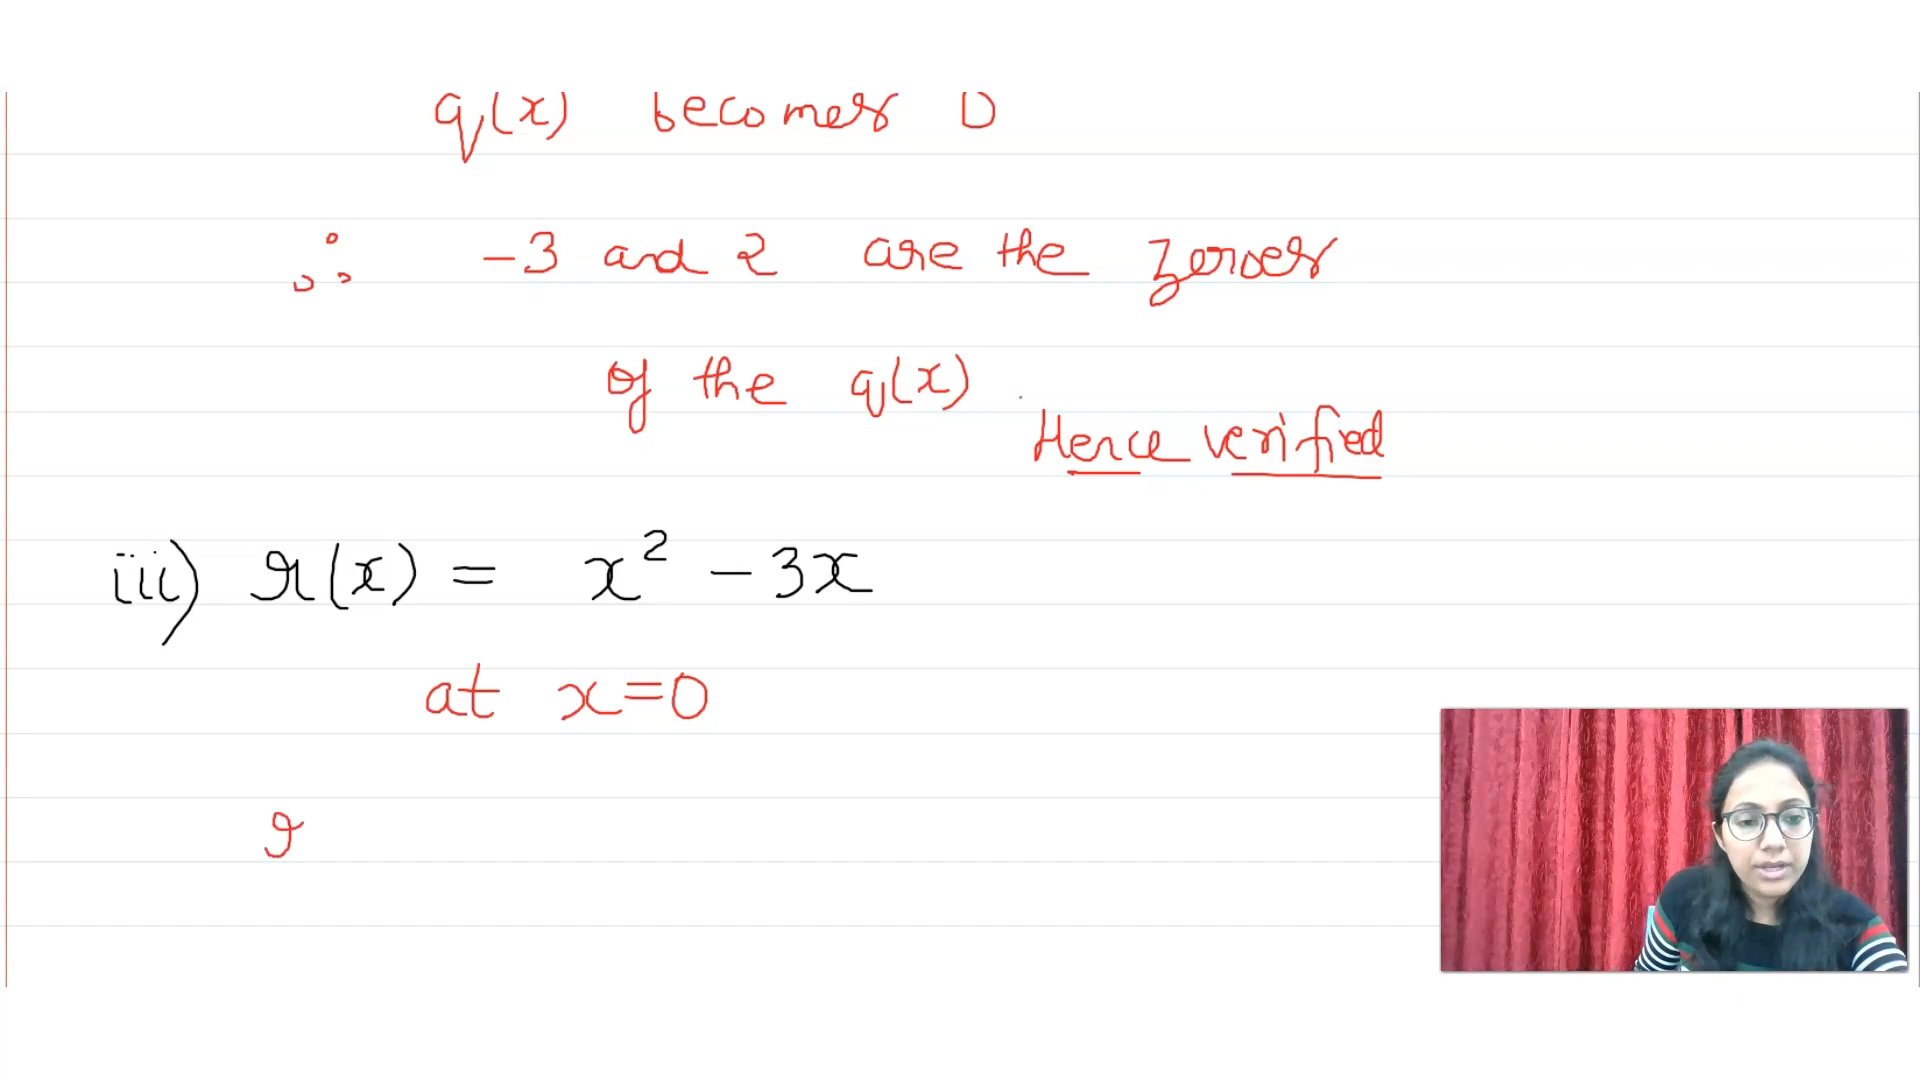 q(x) becomes 0
∴ -3 and 2 are the zeroes
of the q(x).
Hence verified
iii) r(x) = x² - 3x
at x=0
r